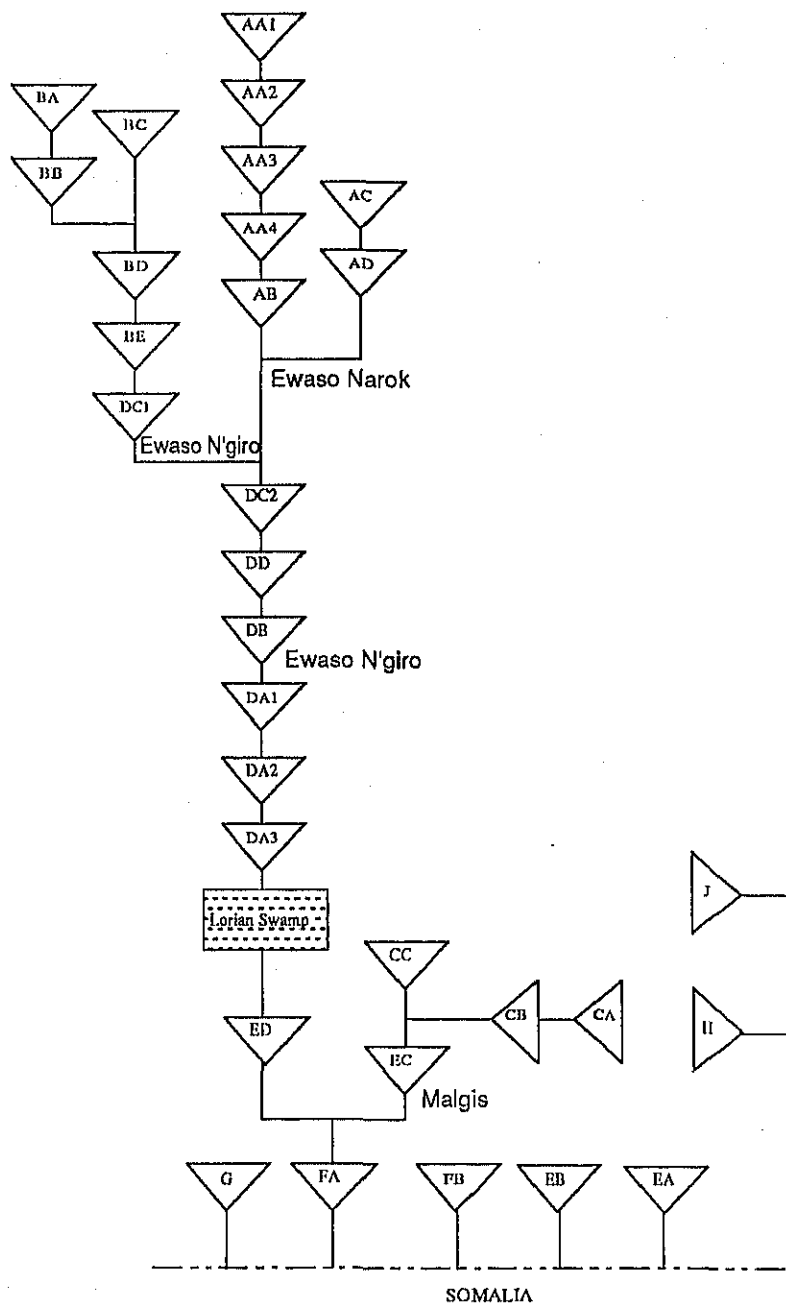 AA1
BA
AA2
BC
AA3
BB
AC
AA4
BD
AD
AB
BE
Ewaso Narok
DC1
Ewaso N'giro
DC2
DD
DB
Ewaso N'giro
DA1
DA2
DA3
J
Lorian Swamp
CC
CB
CA
H
ED
EC
Malgis
G
FA
FB
EB
EA
SOMALIA